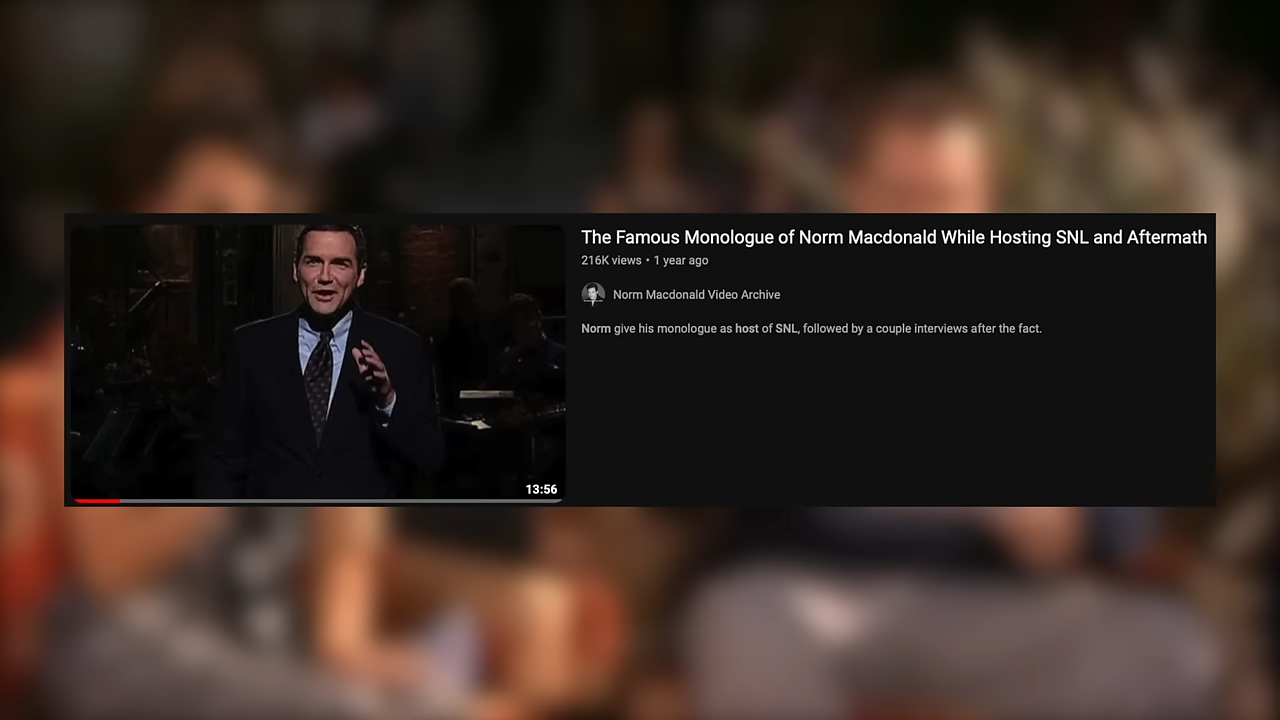 The Famous Monologue of Norm Macdonald While Hosting SNL and Aftermath
216K views • 1 year ago
Norm Macdonald Video Archive
Norm give his monologue as host of SNL, followed by a couple interviews after the fact.
13:56